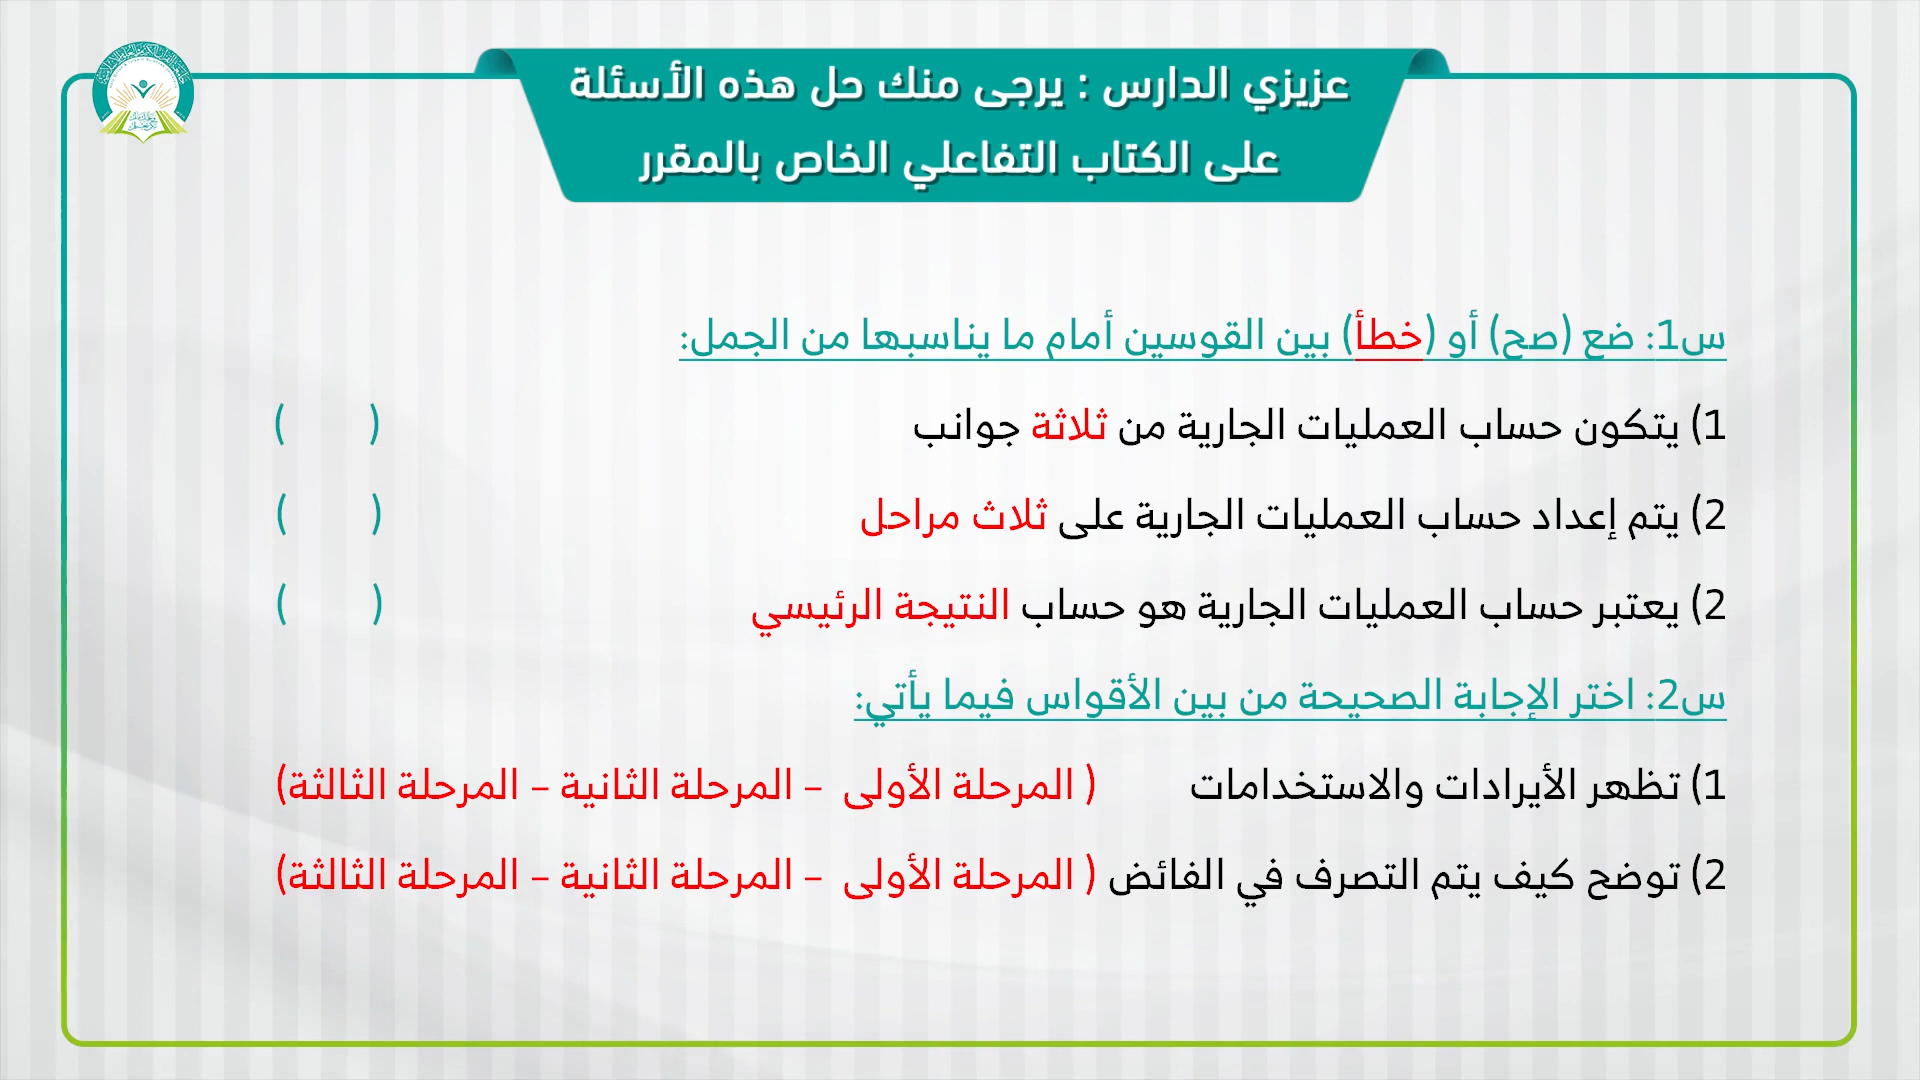 عزيزي الدارس : يرجى منك حل هذه الأسئلة
على الكتاب التفاعلي الخاص بالمقرر
س1: ضع (صح) أو (خطأ) بين القوسين أمام ما يناسبها من الجمل:
1) يتكون حساب العمليات الجارية من ثلاثة جوانب ( )
2) يتم إعداد حساب العمليات الجارية على ثلاث مراحل ( )
2) يعتبر حساب العمليات الجارية هو حساب النتيجة الرئيسي ( )
س2: اختر الإجابة الصحيحة من بين الأقواس فيما يأتي:
1) تظهر الأيرادات والاستخدامات ( المرحلة الأولى – المرحلة الثانية – المرحلة الثالثة)
2) توضح كيف يتم التصرف في الفائض ( المرحلة الأولى – المرحلة الثانية – المرحلة الثالثة)